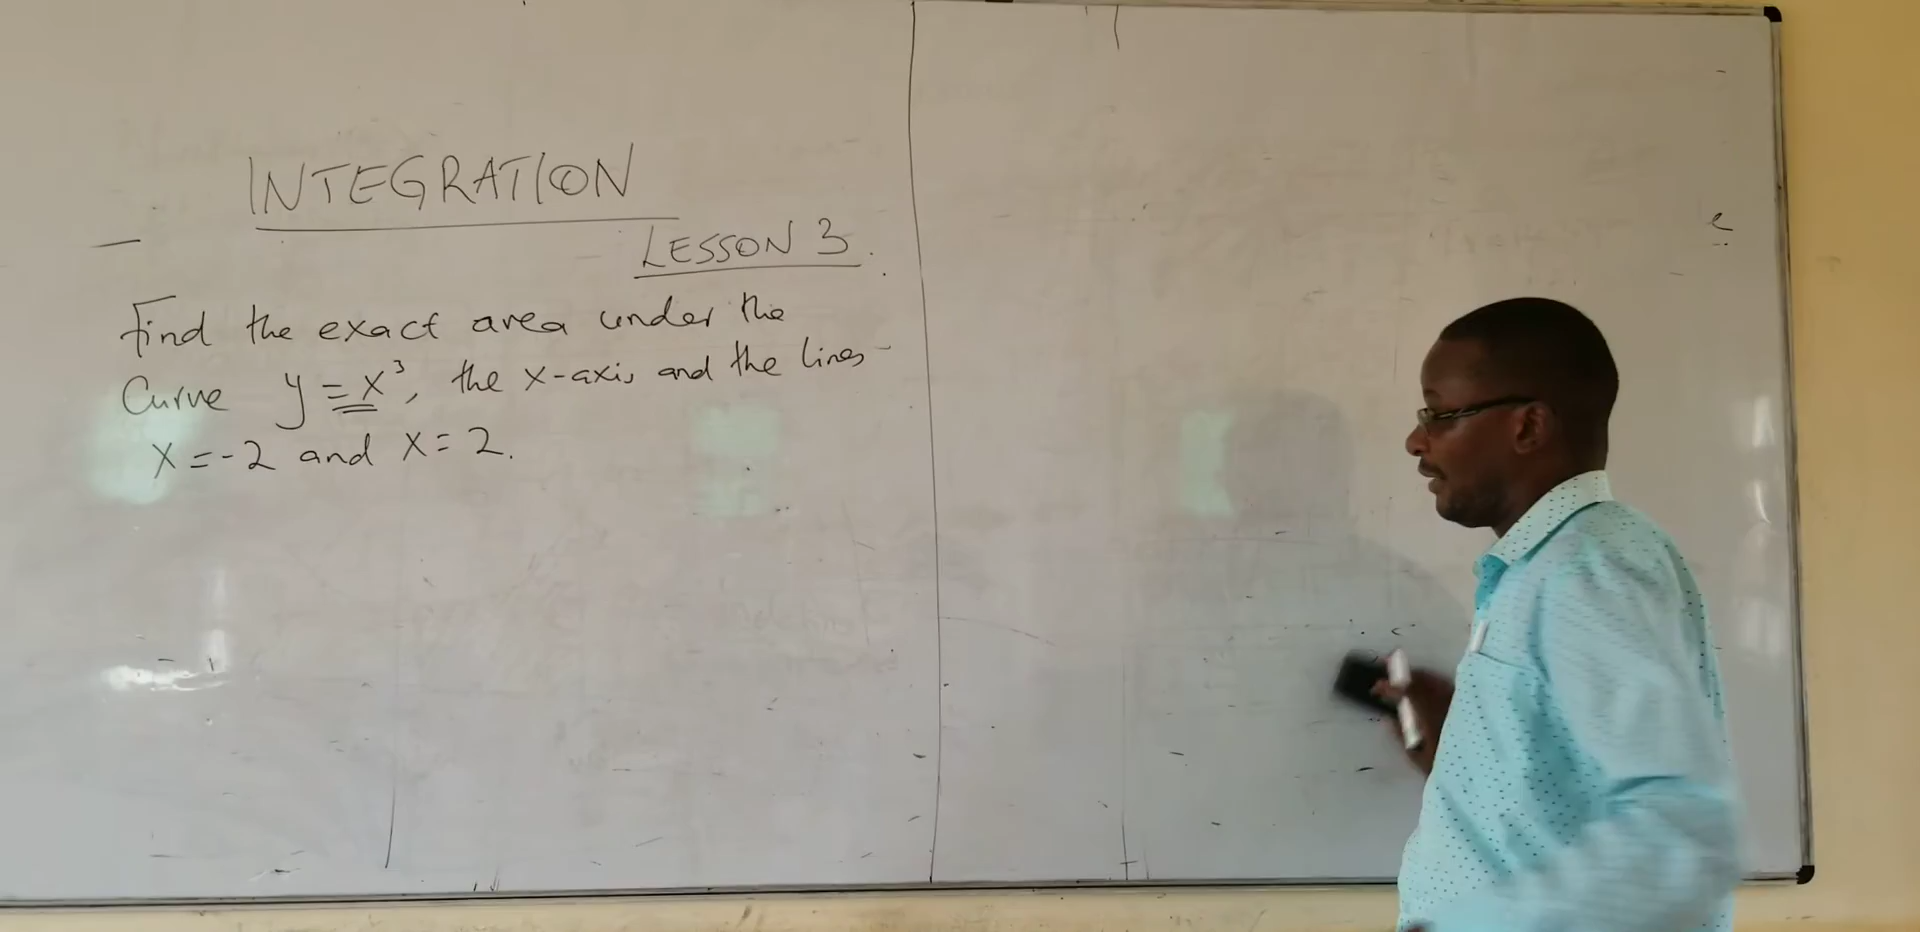 INTEGRATION
LESSON 3.
Find the exact area under the
Curve y = x³, the x-axis and the lines
x = -2 and x = 2.